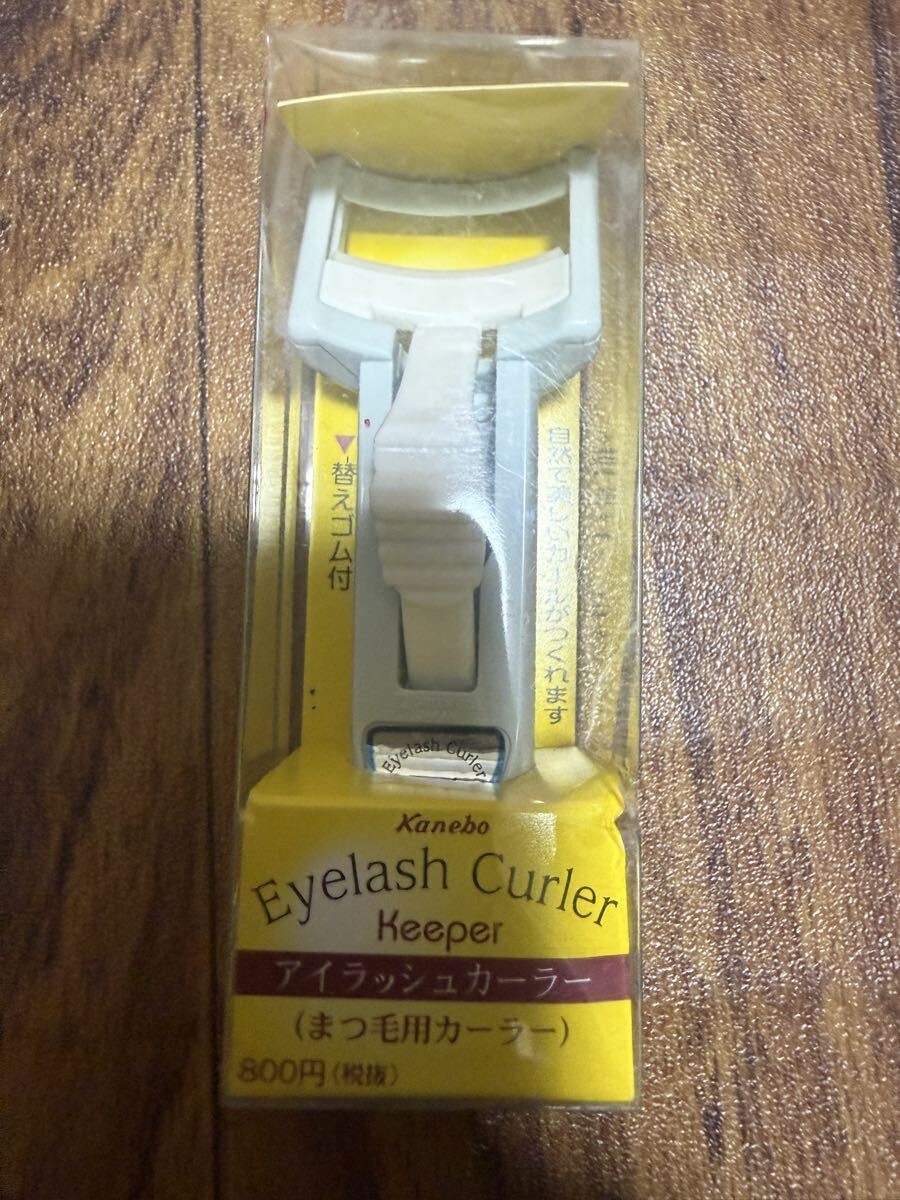 ▼替えゴム付
自然で美しいカールがつくれます
Eyelash Curler
Kanebo
Eyelash Curler
Keeper
アイラッシュカーラー
(まつ毛用カーラー)
800円(税抜)